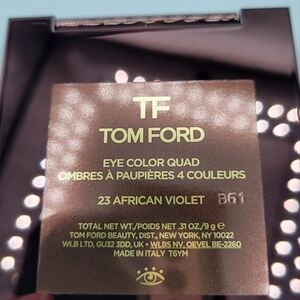 TF
TOM FORD
EYE COLOR QUAD
OMBRES À PAUPIÈRES 4 COULEURS
23 AFRICAN VIOLET B61
TOTAL NET WT./POIDS NET .31 OZ/9 g ℮
TOM FORD BEAUTY, DIST., NEW YORK, NY 10022
WLB LTD, GU32 3DD, UK • WLBS NV, OEVEL BE-2260
MADE IN ITALY T6YM